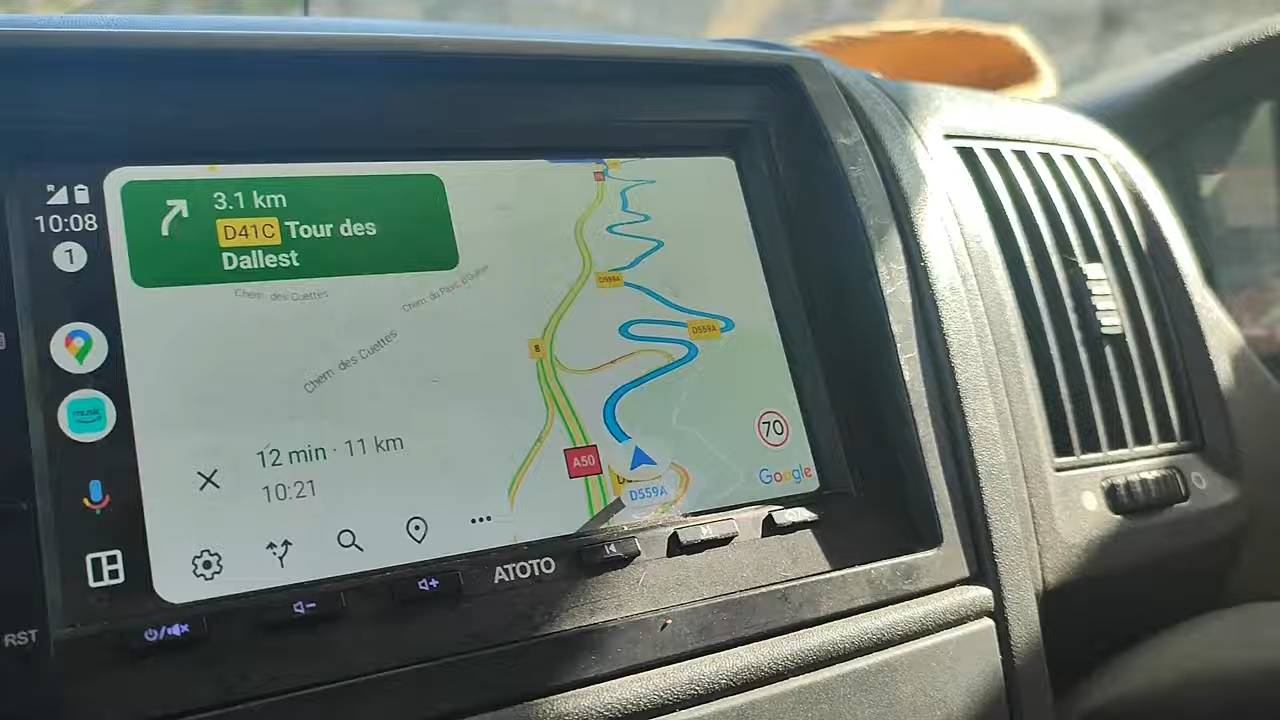 R
10:08
1
3.1 km
D41C Tour des
Dallest
Chem. des Cuettes
Chem. des Cuettes
D559A
D559A
8
A50
70
D559A
Google
music
12 min · 11 km
10:21
ATOTO
RST